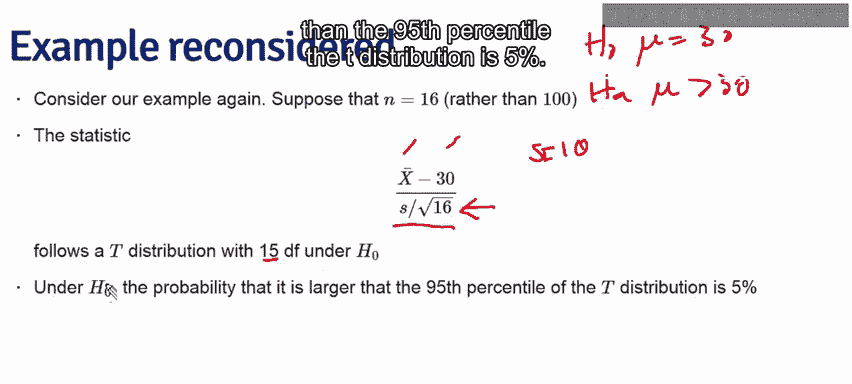 than the 95th percentile
the t distribution is 5%.
Example reconsidered
H₀ μ = 30
Hₐ μ > 30
· Consider our example again. Suppose that n = 16 (rather than 100)
· The statistic
X̄ − 30
s/√16
follows a T distribution with 15 df under H₀
· Under H₀ the probability that it is larger that the 95th percentile of the T distribution is 5%